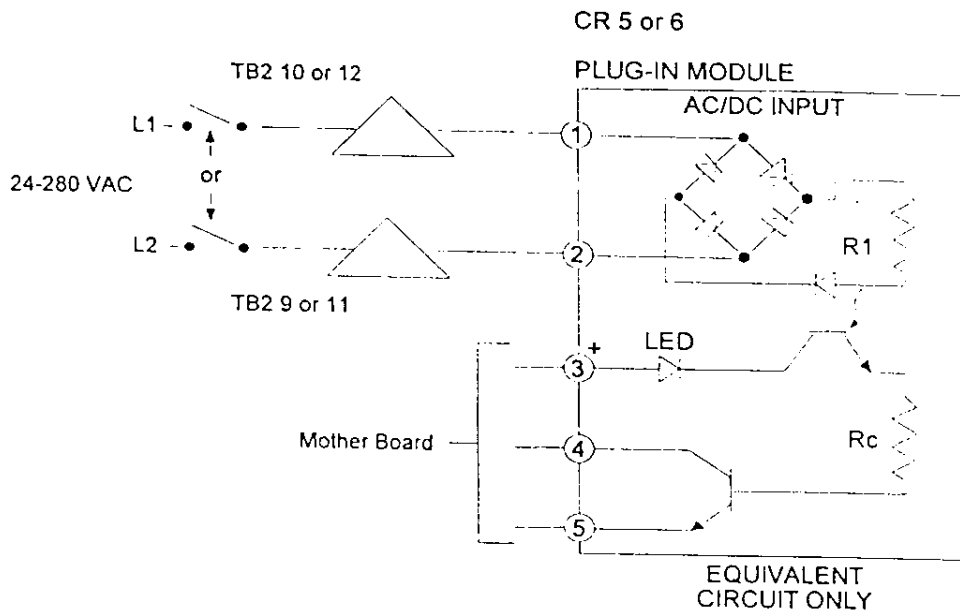 CR 5 or 6
TB2 10 or 12
PLUG-IN MODULE
AC/DC INPUT
L1
1
24-280 VAC
or
R1
L2
2
TB2 9 or 11
LED
+
3
Mother Board
4
Rc
5
EQUIVALENT
CIRCUIT ONLY